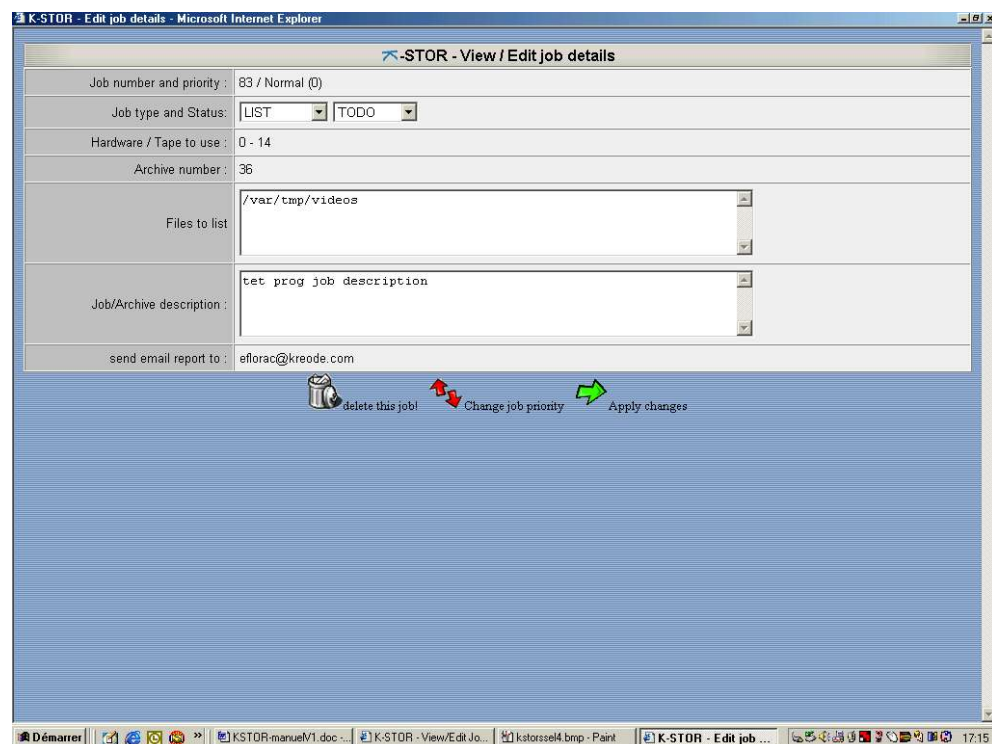 K-STOR - Edit job details - Microsoft Internet Explorer
K-STOR - View / Edit job details
Job number and priority : 83 / Normal (0)
Job type and Status: LIST TODO
Hardware / Tape to use : 0 - 14
Archive number : 36
Files to list /var/tmp/videos
Job/Archive description : tet prog job description
send email report to : eflorac@kreode.com
delete this job! Change job priority Apply changes
Démarrer » KSTOR-manuelV1.doc -... K-STOR - View/Edit Jo... kstorssel4.bmp - Paint K-STOR - Edit job ... 17:15